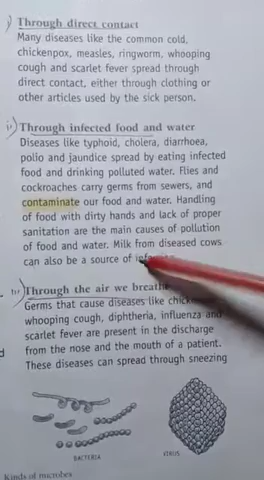 i) Through direct contact
Many diseases like the common cold,
chickenpox, measles, ringworm, whooping
cough and scarlet fever spread through
direct contact, either through clothing or
other articles used by the sick person.
Through infected food and water
Diseases like typhoid, cholera, diarrhoea,
polio and jaundice spread by eating infected
food and drinking polluted water. Flies and
cockroaches carry germs from sewers, and
contaminate our food and water. Handling
of food with dirty hands and lack of proper
sanitation are the main causes of pollution
of food and water. Milk from diseased cows
can also be a source of
Through the air we breathe
Germs that cause diseases like
whooping cough, diphtheria, influenza and
scarlet fever are present in the discharge
from the nose and the mouth of a patient.
These diseases can spread through sneezing
BACTERIA
VIRUS
Kinds of microbes